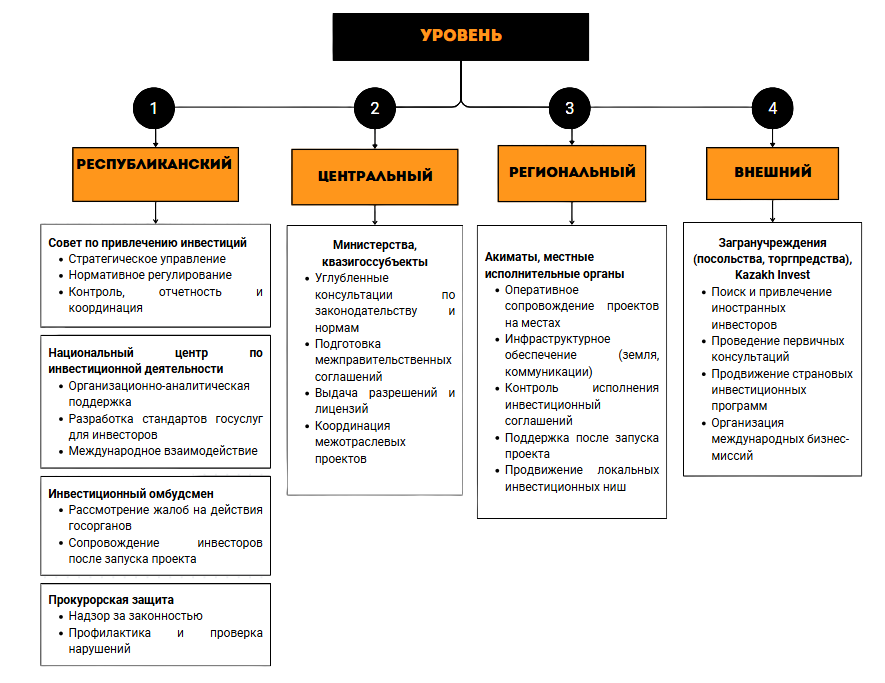 УРОВЕНЬ
1
РЕСПУБЛИКАНСКИЙ
Совет по привлечению инвестиций
• Стратегическое управление
• Нормативное регулирование
• Контроль, отчетность и
координация
Национальный центр по
инвестиционной деятельности
• Организационно-аналитическая
поддержка
• Разработка стандартов госуслуг
для инвесторов
• Международное взаимодействие
Инвестиционный омбудсмен
• Рассмотрение жалоб на действия
госорганов
• Сопровождение инвесторов
после запуска проекта
Прокурорская защита
• Надзор за законностью
• Профилактика и проверка
нарушений
2
ЦЕНТРАЛЬНЫЙ
Министерства,
квазигоссубъекты
• Углубленные
консультации по
законодательству и
нормам
• Подготовка
межправительственных
соглашений
• Выдача разрешений и
лицензий
• Координация
межотраслевых
проектов
3
РЕГИОНАЛЬНЫЙ
Акиматы, местные
исполнительные органы
• Оперативное
сопровождение проектов
на местах
• Инфраструктурное
обеспечение (земля,
коммуникации)
• Контроль исполнения
инвестиционный
соглашений
• Поддержка после запуска
проекта
• Продвижение локальных
инвестиционных ниш
4
ВНЕШНИЙ
Загранучреждения
(посольства, торгпредства),
Kazakh Invest
• Поиск и привлечение
иностранных
инвесторов
• Проведение первичных
консультаций
• Продвижение страновых
инвестиционных
программ
• Организация
международных бизнес-
миссий